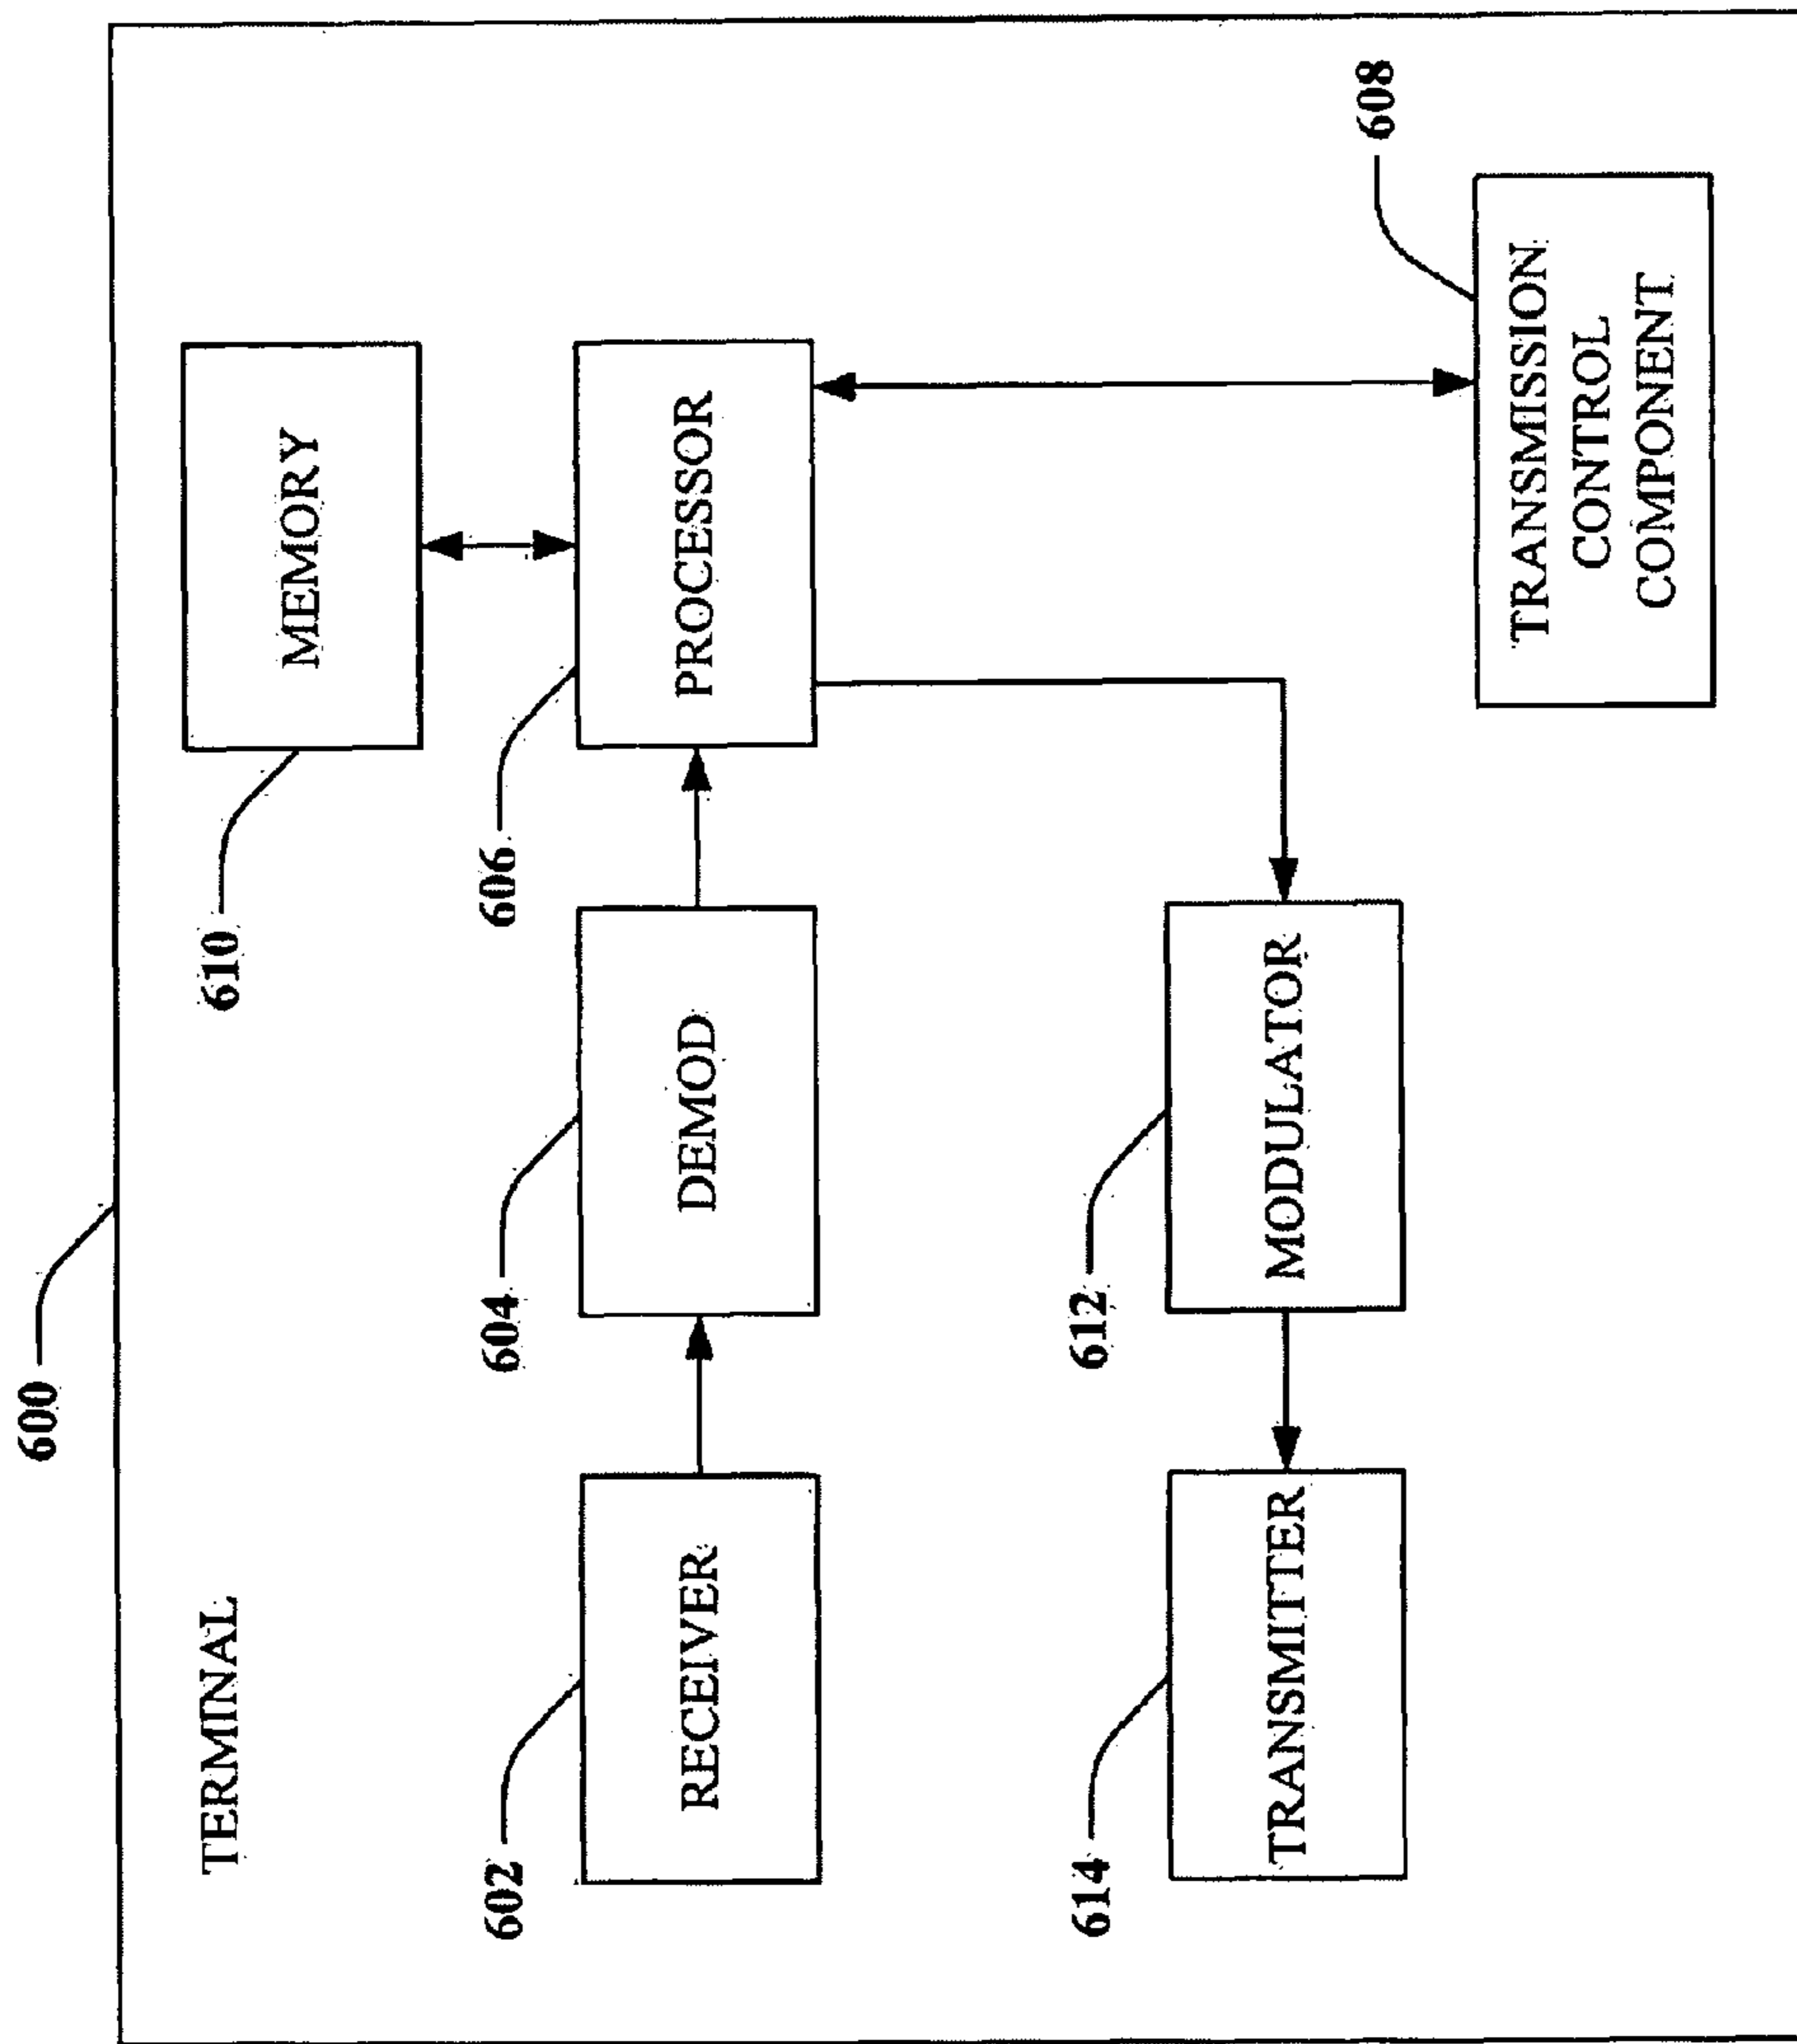 600
TERMINAL
610
MEMORY
602
RECEIVER
604
DEMOD
606
PROCESSOR
614
TRANSMITTER
612
MODULATOR
608
TRANSMISSION
CONTROL
COMPONENT